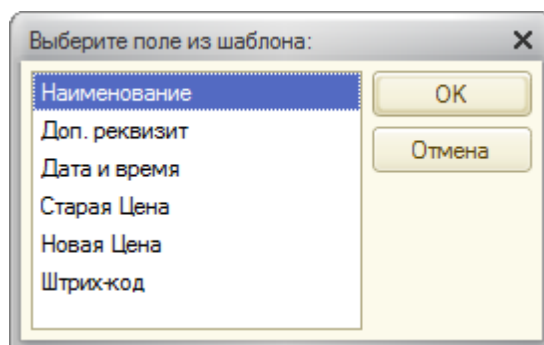 Выберите поле из шаблона:
Наименование
Доп. реквизит
Дата и время
Старая Цена
Новая Цена
Штрих-код
OK
Отмена